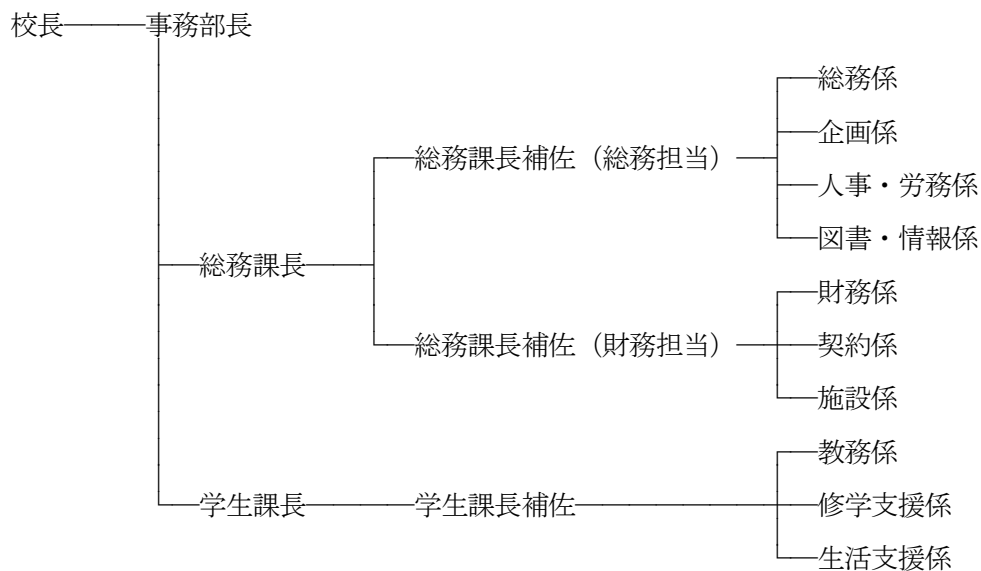 校長 事務部長
総務係
企画係
総務課長補佐（総務担当）
人事・労務係
図書・情報係
総務課長
財務係
総務課長補佐（財務担当） 契約係
施設係
教務係
学生課長 学生課長補佐 修学支援係
生活支援係